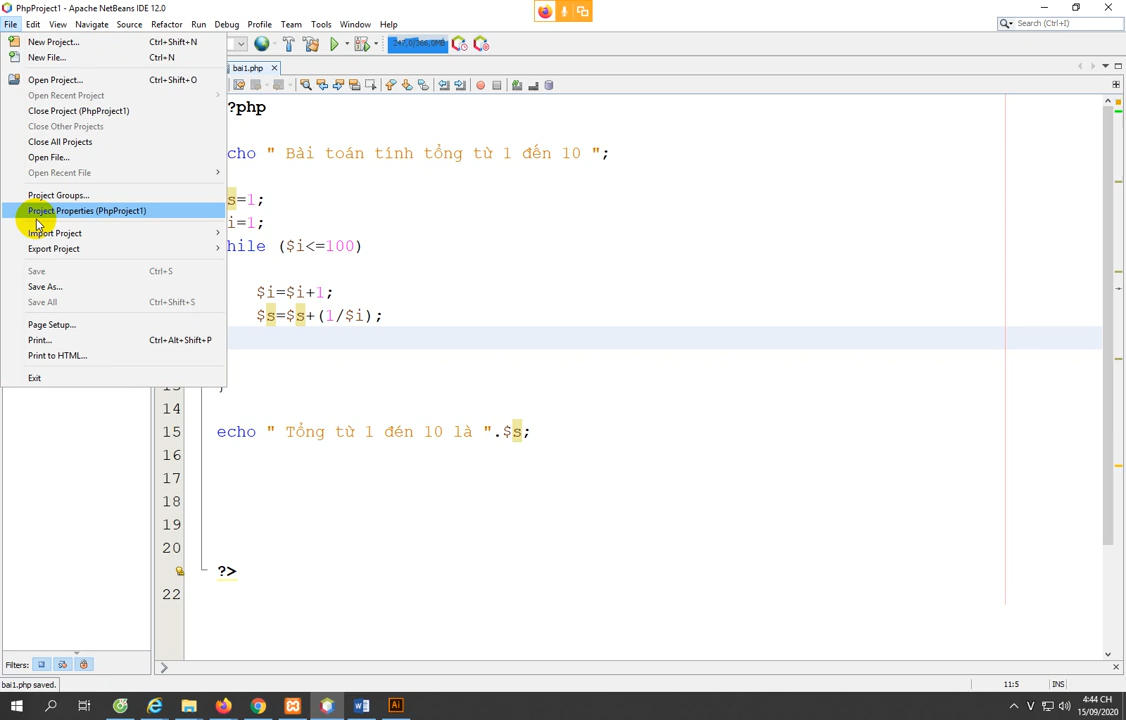 PhpProject1 - Apache NetBeans IDE 12.0
File Edit View Navigate Source Refactor Run Debug Profile Team Tools Window Help
Search (Ctrl+I)
New Project... Ctrl+Shift+N
New File... Ctrl+N
Open Project... Ctrl+Shift+O
Open Recent Project
Close Project (PhpProject1)
Close Other Projects
Close All Projects
Open File...
Open Recent File
Project Groups...
Project Properties (PhpProject1)
Import Project
Export Project
Save Ctrl+S
Save As...
Save All Ctrl+Shift+S
Page Setup...
Print... Ctrl+Alt+Shift+P
Print to HTML...
Exit
bai1.php
?php
cho " Bài toán tính tổng từ 1 đến 10 ";
s=1;
i=1;
hile ($i<=100)
$i=$i+1;
$s=$s+(1/$i);
14
15 echo " Tổng từ 1 đén 10 là ".$s;
16
17
18
19
20
?>
22
Filters:
bai1.php saved.
11:5 INS
4:44 CH
15/09/2020